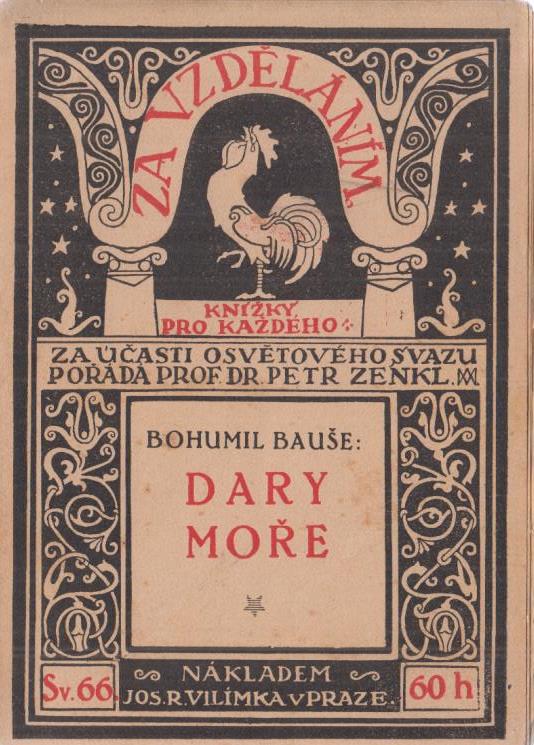 ZA VZDĚLÁNÍM
KNÍŽKY
PRO KAŽDÉHO
ZA ÚČASTI OSVĚTOVÉHO SVAZU
POŘÁDÁ PROF. DR. PETR ZENKL.
BOHUMIL BAUŠE:
DARY
MOŘE
Sv. 66.
NÁKLADEM
JOS. R. VILÍMKA V PRAZE.
60 h